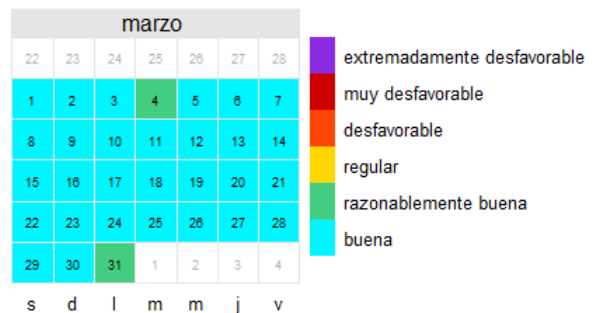 marzo
22 23 24 25 26 27 28
1 2 3 4 5 6 7
8 9 10 11 12 13 14
15 16 17 18 19 20 21
22 23 24 25 26 27 28
29 30 31 1 2 3 4
s d l m m j v
extremadamente desfavorable
muy desfavorable
desfavorable
regular
razonablemente buena
buena